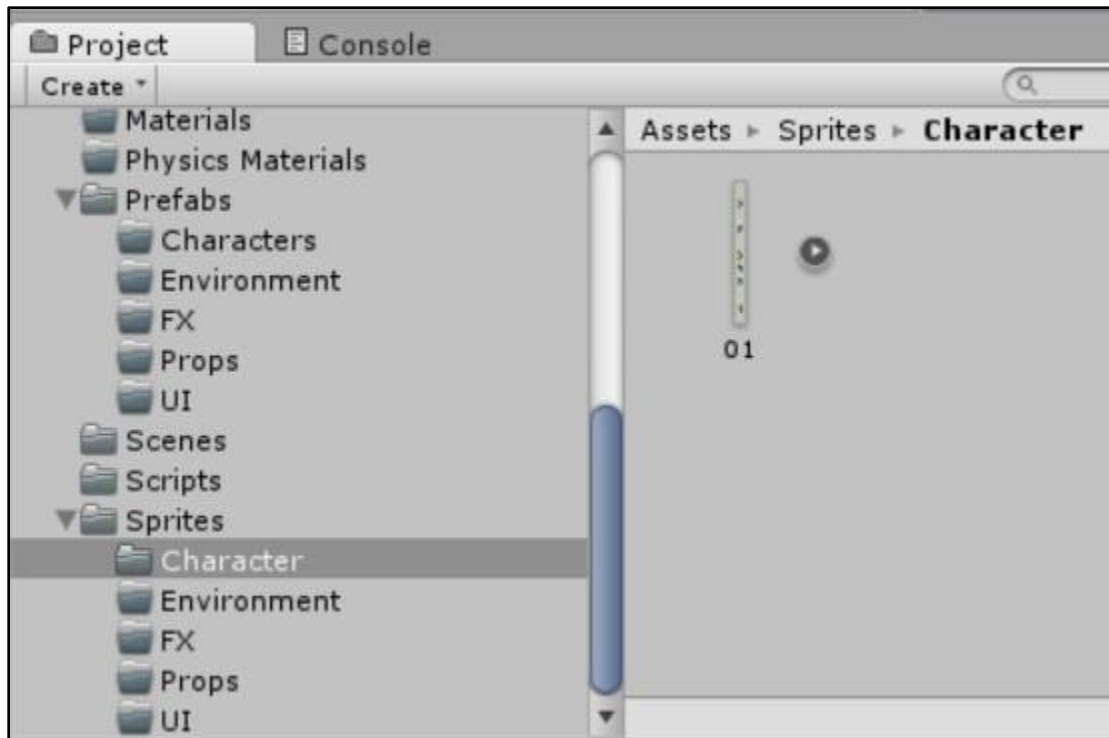 Project Console
Create
Materials
Physics Materials
Prefabs
Characters
Environment
FX
Props
UI
Scenes
Scripts
Sprites
Character
Environment
FX
Props
UI
Assets ▸ Sprites ▸ Character
01